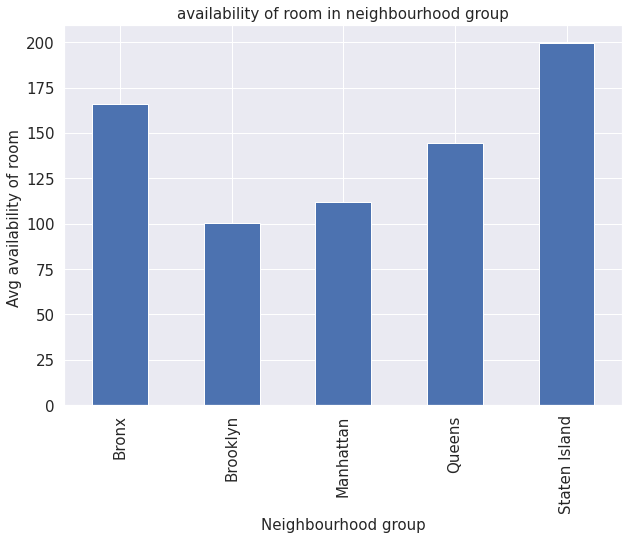 availability of room in neighbourhood group
Avg availability of room
200
175
150
125
100
75
50
25
0
Bronx
Brooklyn
Manhattan
Queens
Staten Island
Neighbourhood group